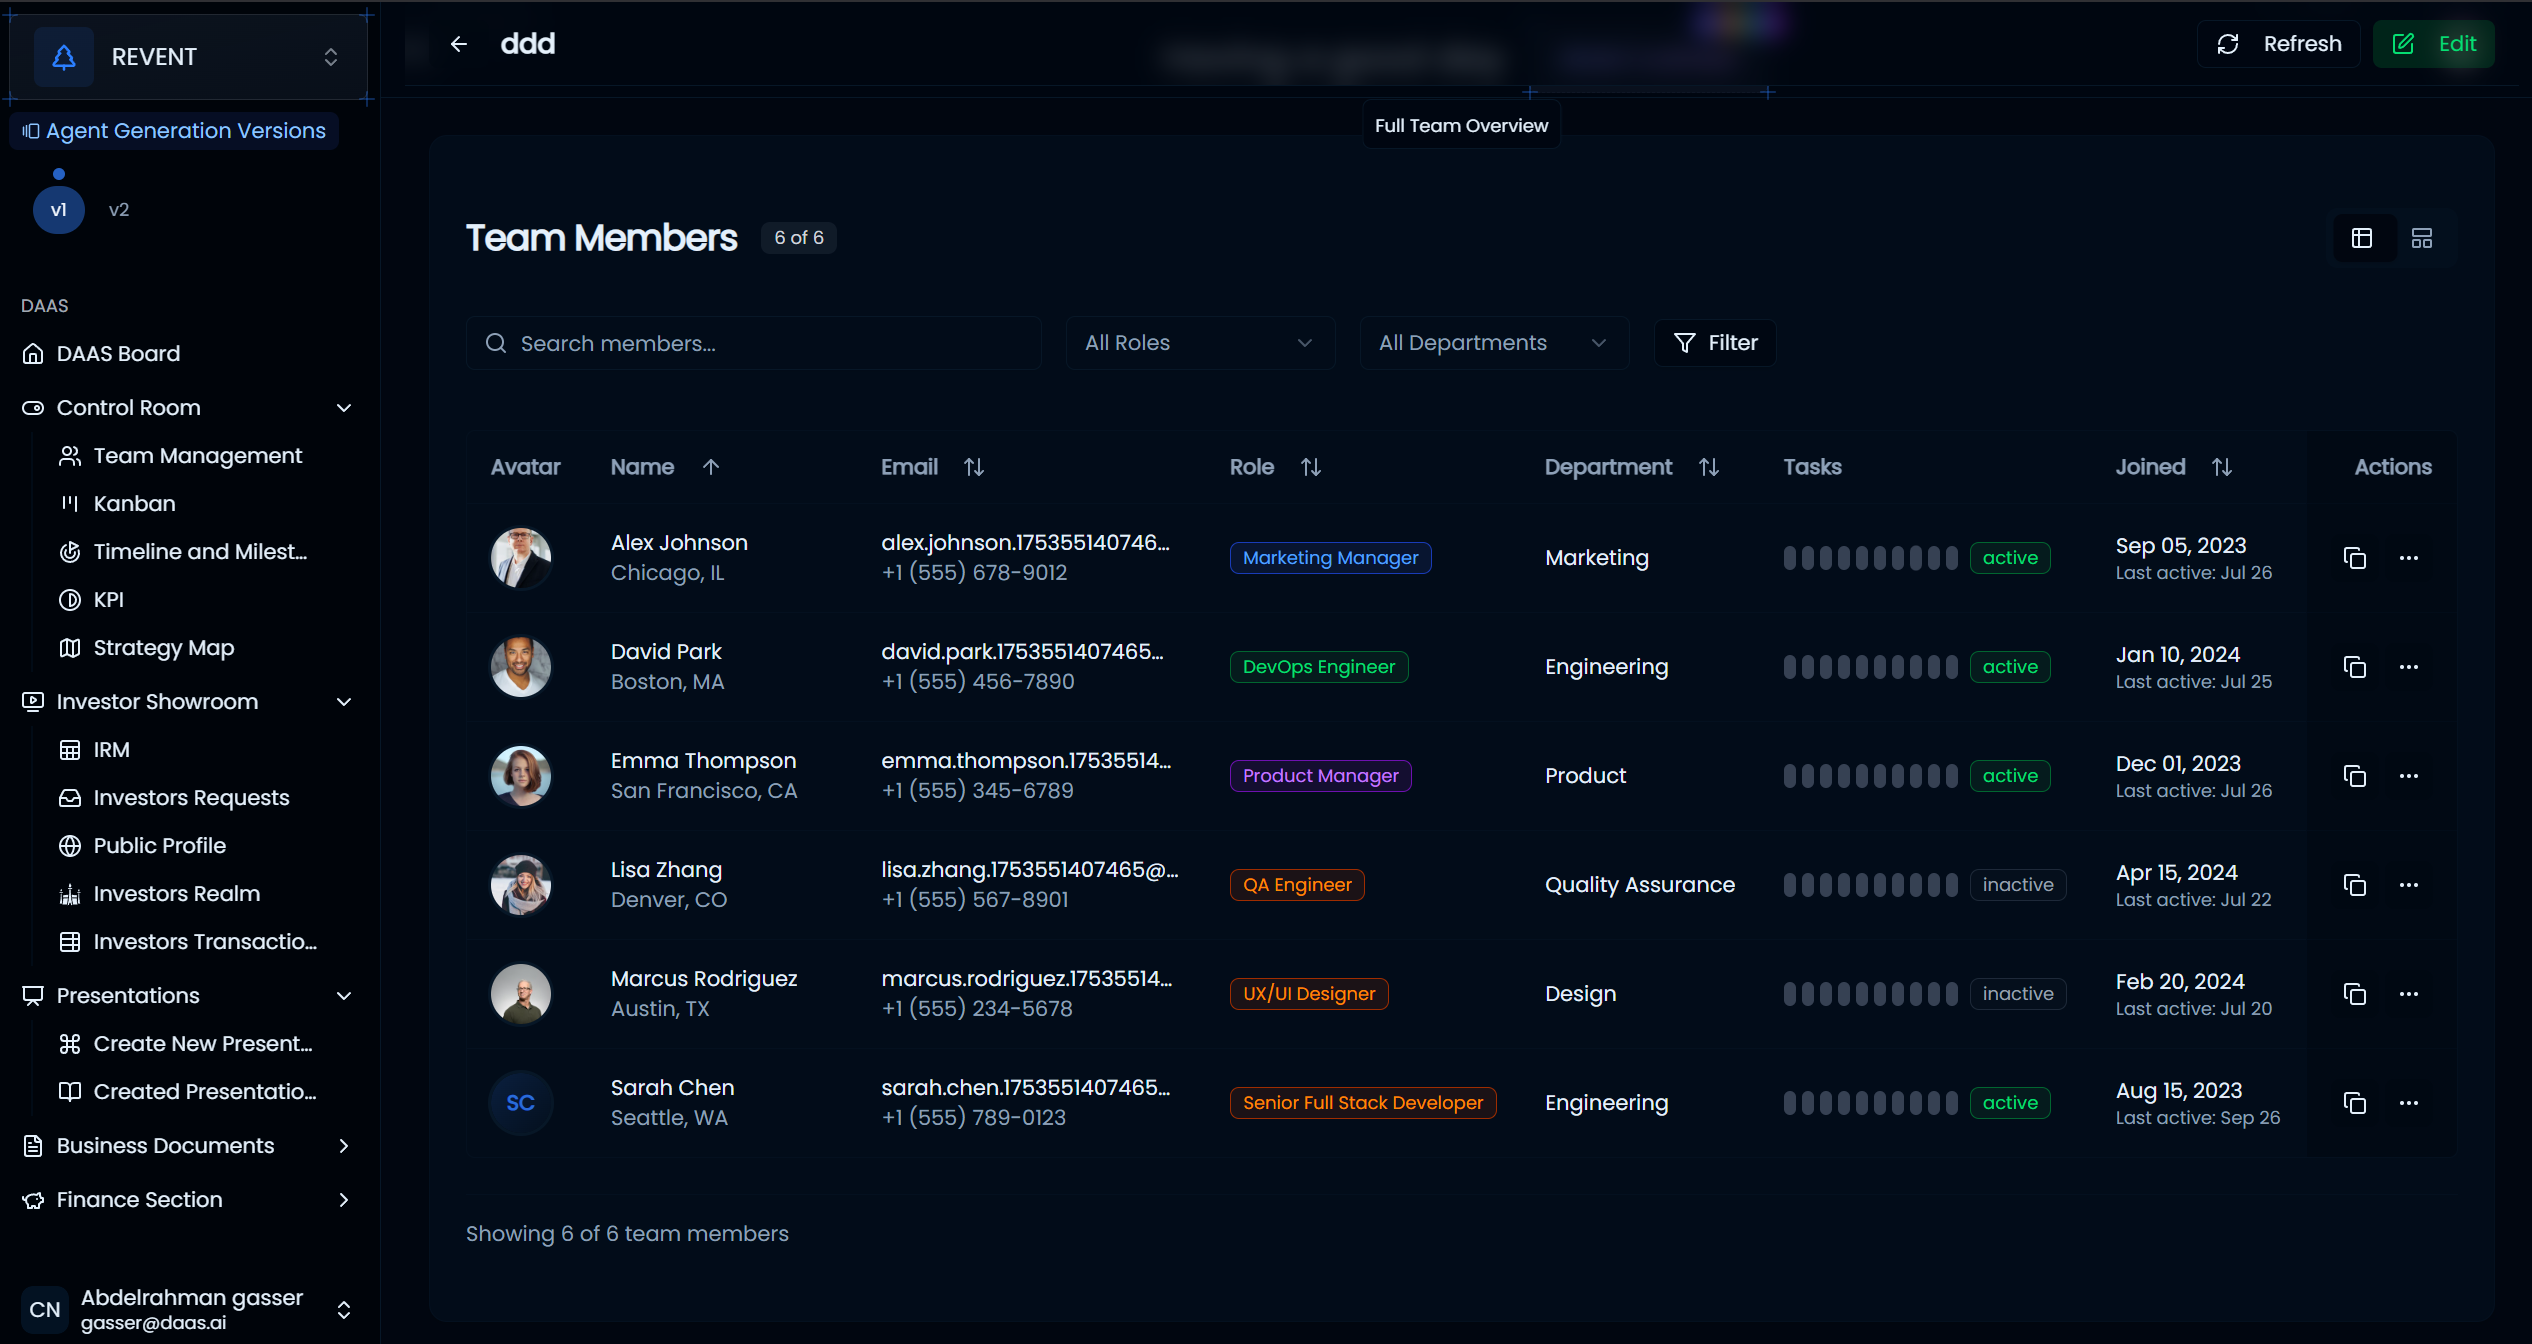 REVENT
ddd
Refresh
Edit
Agent Generation Versions
Full Team Overview
v1
v2
Team Members
6 of 6
DAAS
DAAS Board
Control Room
Team Management
Kanban
Timeline and Milest...
KPI
Strategy Map
Investor Showroom
IRM
Investors Requests
Public Profile
Investors Realm
Investors Transactio...
Presentations
Create New Present...
Created Presentatio...
Business Documents
Finance Section
CN
Abdelrahman gasser
gasser@daas.ai
Search members...
All Roles
All Departments
Filter
Avatar Name Email Role Department Tasks Joined Actions
Alex Johnson alex.johnson.175355140746... Marketing Manager Marketing active Sep 05, 2023
Chicago, IL +1 (555) 678-9012 Last active: Jul 26
David Park david.park.1753551407465... DevOps Engineer Engineering active Jan 10, 2024
Boston, MA +1 (555) 456-7890 Last active: Jul 25
Emma Thompson emma.thompson.17535514... Product Manager Product active Dec 01, 2023
San Francisco, CA +1 (555) 345-6789 Last active: Jul 26
Lisa Zhang lisa.zhang.1753551407465@... QA Engineer Quality Assurance inactive Apr 15, 2024
Denver, CO +1 (555) 567-8901 Last active: Jul 22
Marcus Rodriguez marcus.rodriguez.17535514... UX/UI Designer Design inactive Feb 20, 2024
Austin, TX +1 (555) 234-5678 Last active: Jul 20
SC Sarah Chen sarah.chen.1753551407465... Senior Full Stack Developer Engineering active Aug 15, 2023
Seattle, WA +1 (555) 789-0123 Last active: Sep 26
Showing 6 of 6 team members